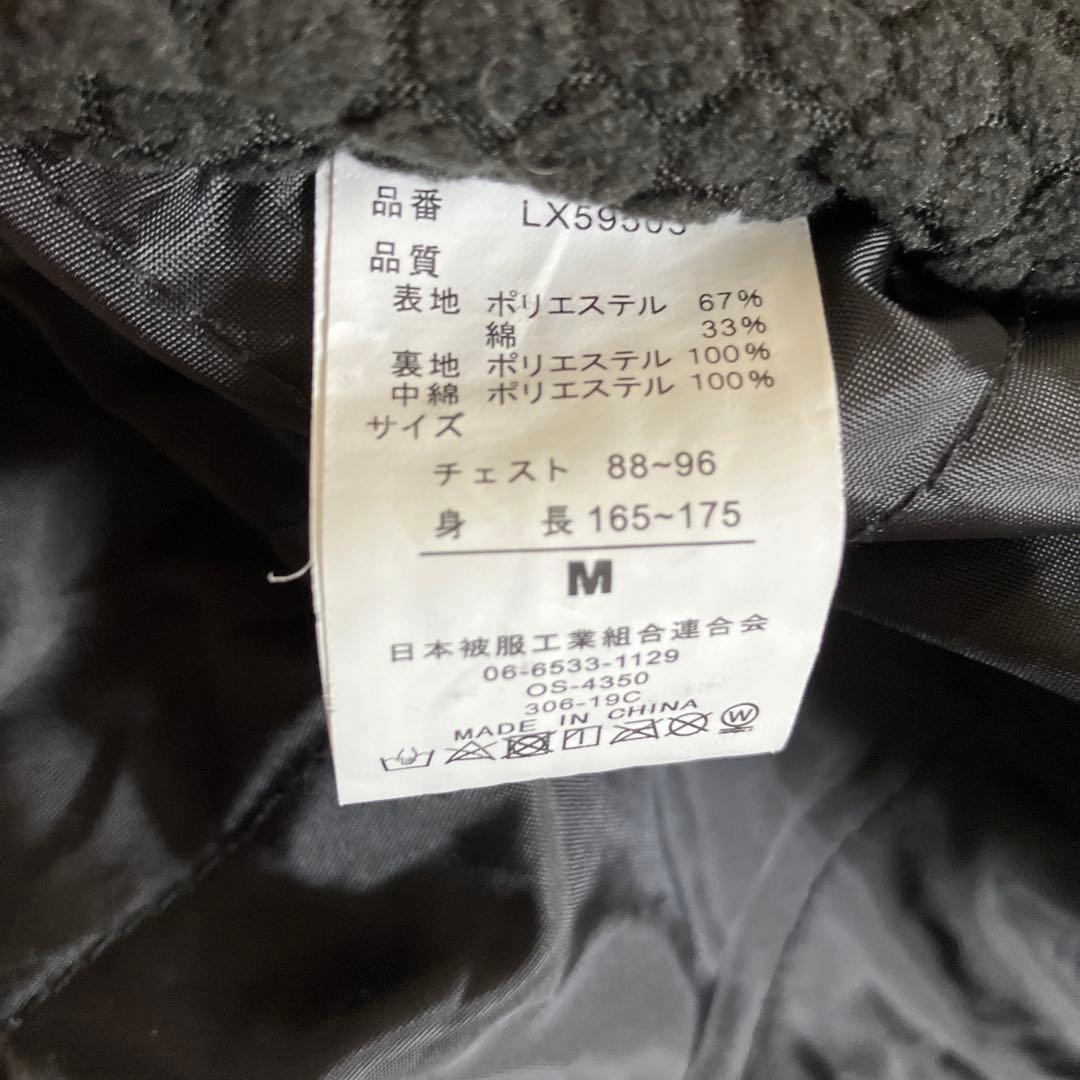 品番 LX59503
品質
表地 ポリエステル 67%
綿 33%
裏地 ポリエステル 100%
中綿 ポリエステル 100%
サイズ
チェスト 88~96
身 長 165~175
M
日本被服工業組合連合会
06-6533-1129
OS-4350
306-19C
MADE IN CHINA
W